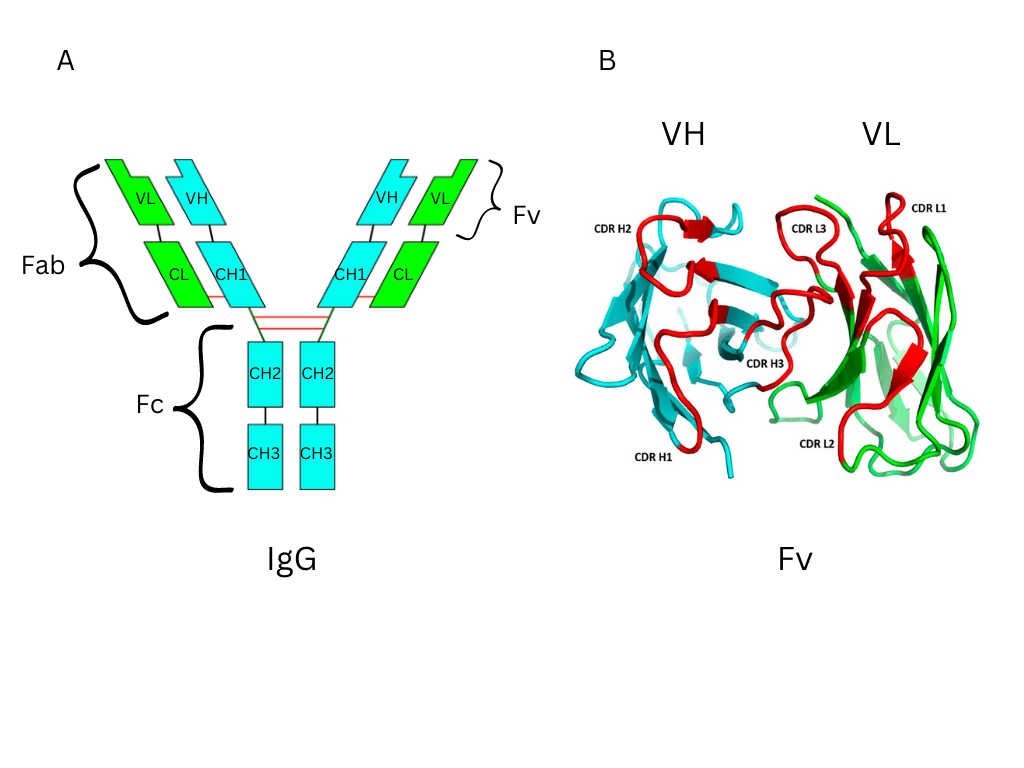 A
B
VH
VL
VL
VH
VH
VL
Fv
Fab
CL
CH1
CH1
CL
Fc
CH2
CH2
CH3
CH3
IgG
CDR H2
CDR L3
CDR L1
CDR H3
CDR L2
CDR H1
Fv